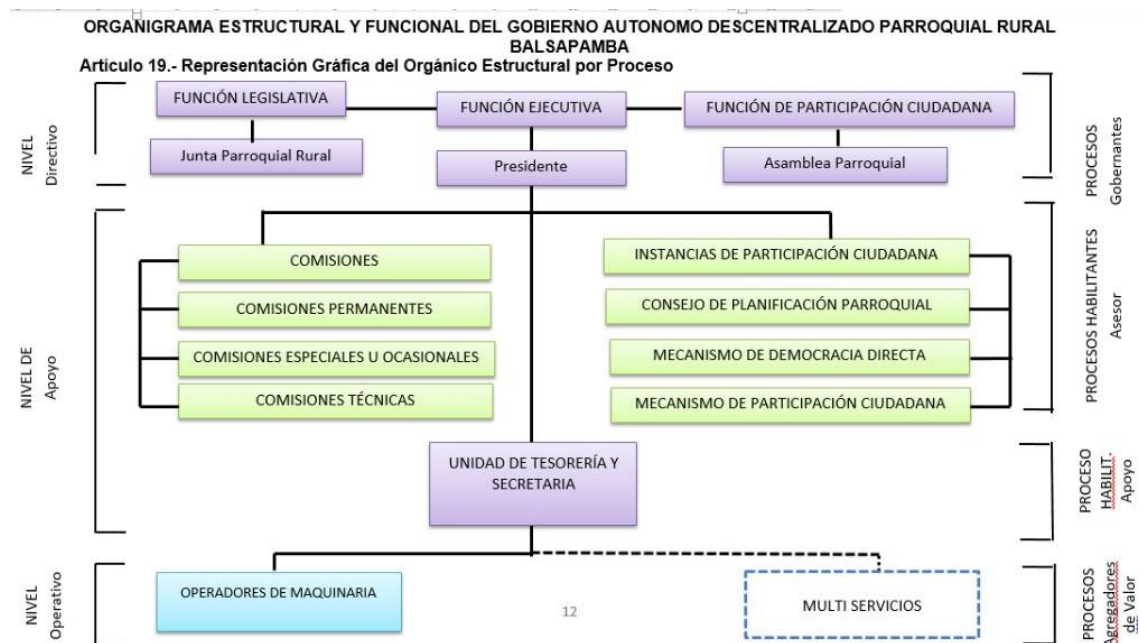 ORGANIGRAMA ESTRUCTURAL Y FUNCIONAL DEL GOBIERNO AUTONOMO DESCENTRALIZADO PARROQUIAL RURAL
BALSAPAMBA
Artículo 19.- Representación Gráfica del Orgánico Estructural por Proceso
NIVEL
Directivo
FUNCIÓN LEGISLATIVA
FUNCIÓN EJECUTIVA
FUNCIÓN DE PARTICIPACIÓN CIUDADANA
Junta Parroquial Rural
Presidente
Asamblea Parroquial
PROCESOS
Gobernantes
NIVEL DE
Apoyo
COMISIONES
COMISIONES PERMANENTES
COMISIONES ESPECIALES U OCASIONALES
COMISIONES TÉCNICAS
INSTANCIAS DE PARTICIPACIÓN CIUDADANA
CONSEJO DE PLANIFICACIÓN PARROQUIAL
MECANISMO DE DEMOCRACIA DIRECTA
MECANISMO DE PARTICIPACIÓN CIUDADANA
PROCESOS HABILITANTES
Asesor
UNIDAD DE TESORERÍA Y
SECRETARIA
PROCESO
HABILIT.
Apoyo
NIVEL
Operativo
OPERADORES DE MAQUINARIA
12
MULTI SERVICIOS
PROCESOS
Agregadores
de Valor